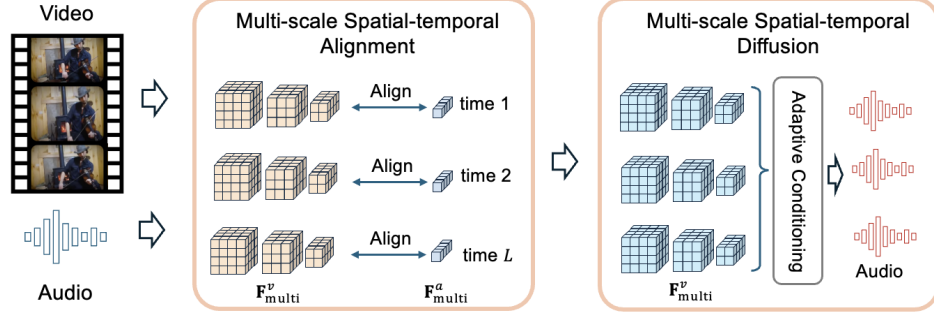 Video
Audio
Multi-scale Spatial-temporal
Alignment
Align
time 1
Align
time 2
Align
time L
F^v_multi
F^a_multi
Multi-scale Spatial-temporal
Diffusion
F^v_multi
Adaptive Conditioning
Audio